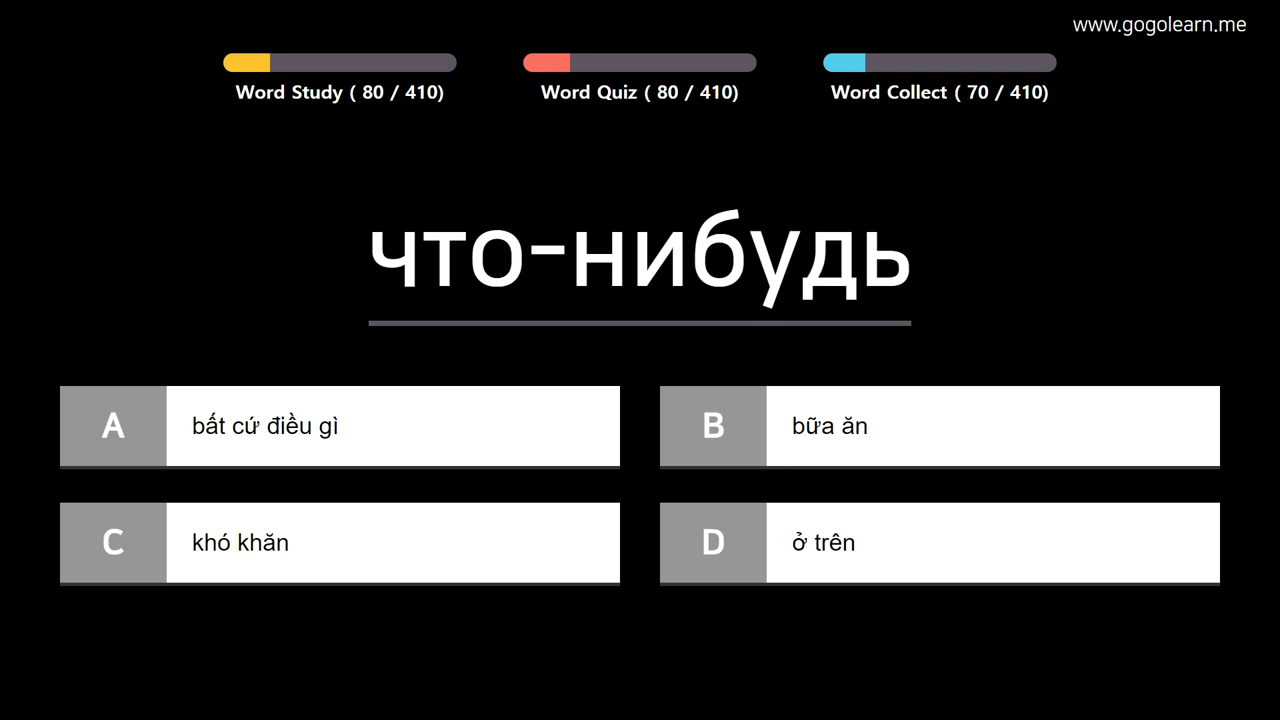 www.gogolearn.me
Word Study ( 80 / 410)
Word Quiz ( 80 / 410)
Word Collect ( 70 / 410)
что-нибудь
A bất cứ điều gì
B bữa ăn
C khó khăn
D ở trên